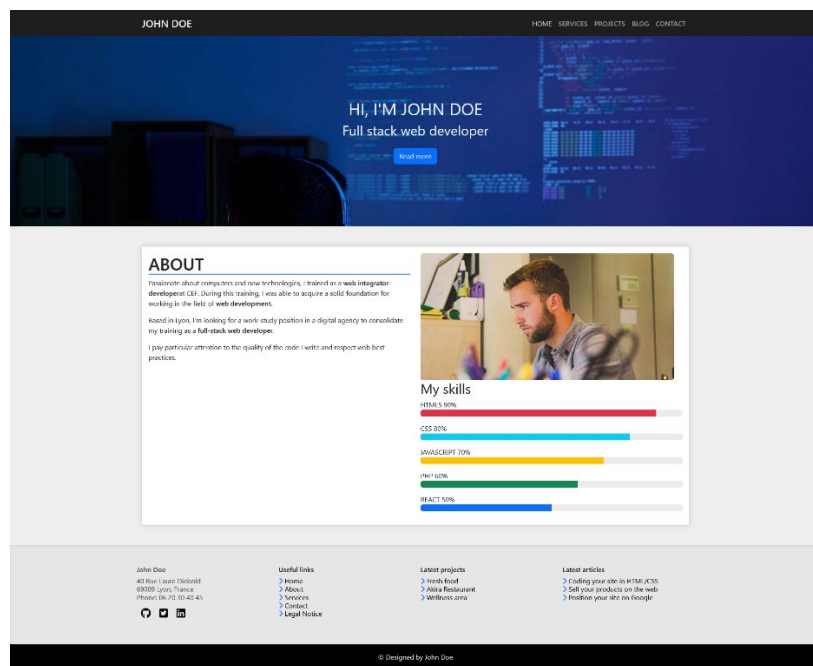 JOHN DOE
HOME SERVICES PROJECTS BLOG CONTACT
HI, I'M JOHN DOE
Full stack web developer
Read more
ABOUT
Passionate about computers and new technologies, I trained as a web integrator-
developerat CEF. During this training, I was able to acquire a solid foundation for
working in the field of web development.
Based in Lyon, I'm looking for a work-study position in a digital agency to consolidate
my training as a full-stack web developer.
I pay particular attention to the quality of the code I write and respect web best
practices.
My skills
HTML5 90%
CSS 80%
JAVASCRIPT 70%
PHP 60%
REACT 50%
John Doe
40 Rue Laure Diebold
69009 Lyon, France
Phone: 06 20 30 40 45
Useful links
Home
About
Services
Contact
Legal Notice
Latest projects
Fresh food
Akira Restaurant
Wellness area
Latest articles
Coding your site in HTML/CSS
Sell your products on the web
Position your site on Google
© Designed by John Doe